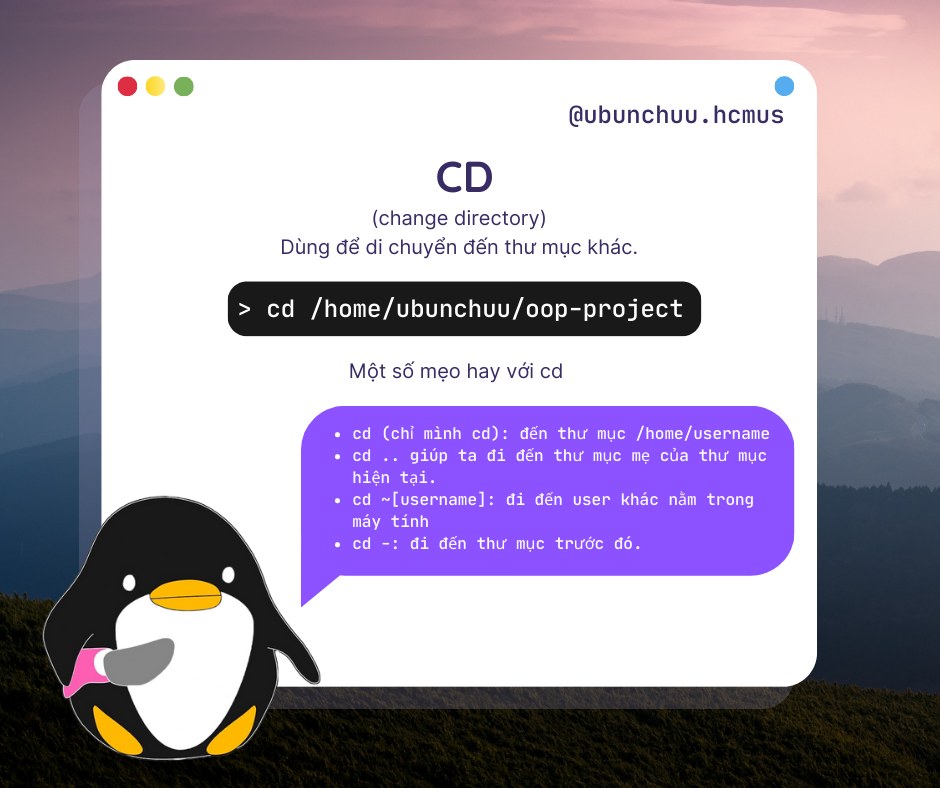 @ubunchuu.hcmus
CD
(change directory)
Dùng để di chuyển đến thư mục khác.
> cd /home/ubunchuu/oop-project
Một số mẹo hay với cd
• cd (chỉ mình cd): đến thư mục /home/username
• cd .. giúp ta đi đến thư mục mẹ của thư mục
hiện tại.
• cd ~[username]: đi đến user khác nằm trong
máy tính
• cd -: đi đến thư mục trước đó.